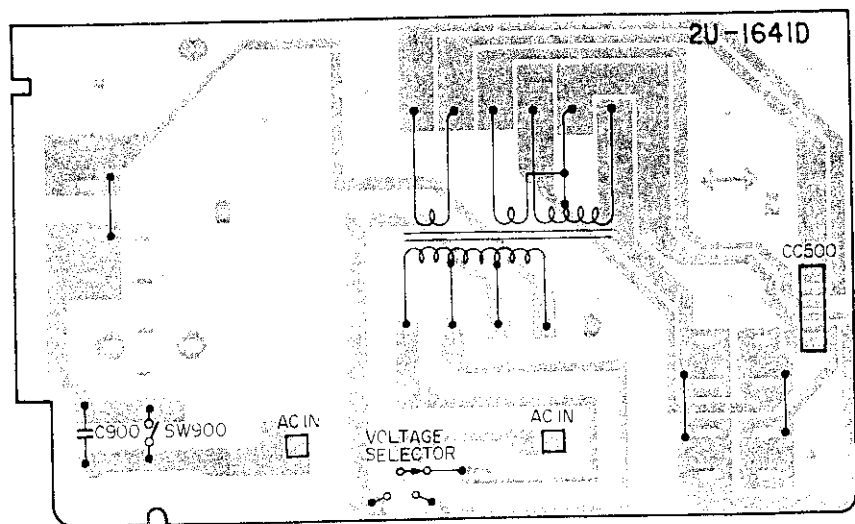 2U-1641D
CC500
C900
SW900
AC IN
VOLTAGE
SELECTOR
AC IN